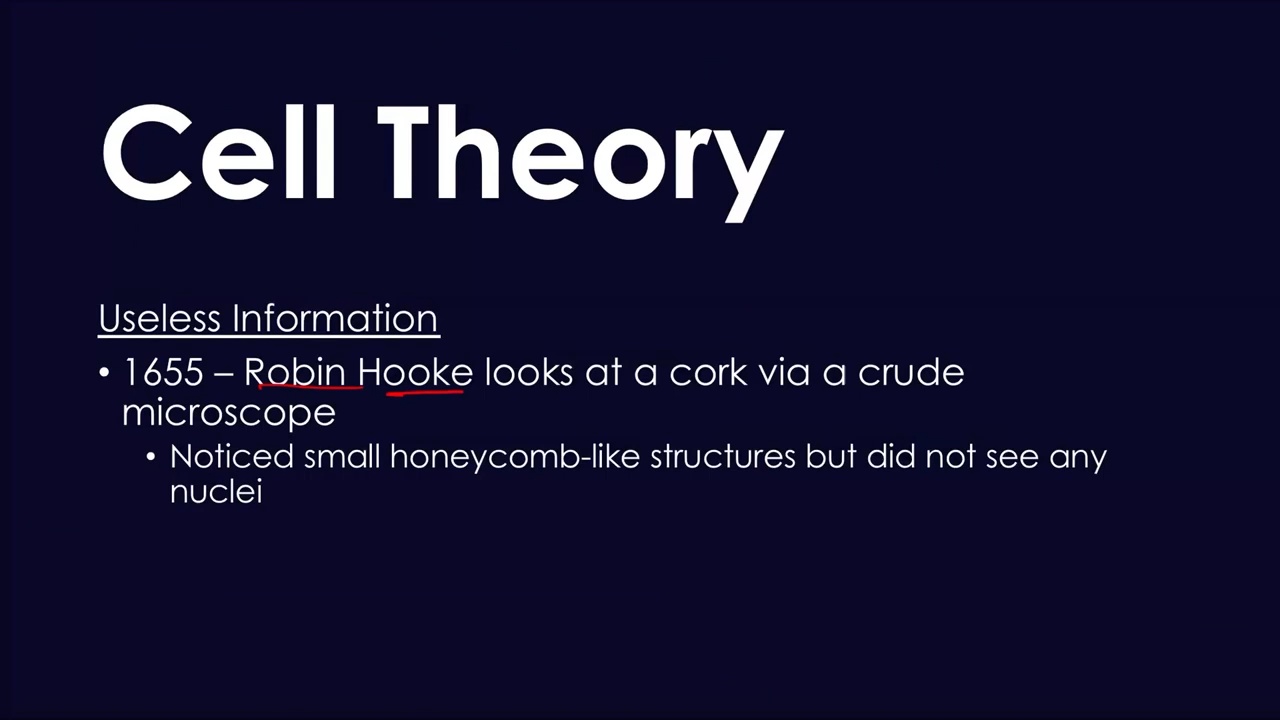 Cell Theory
Useless Information
• 1655 – Robin Hooke looks at a cork via a crude
microscope
• Noticed small honeycomb-like structures but did not see any
nuclei